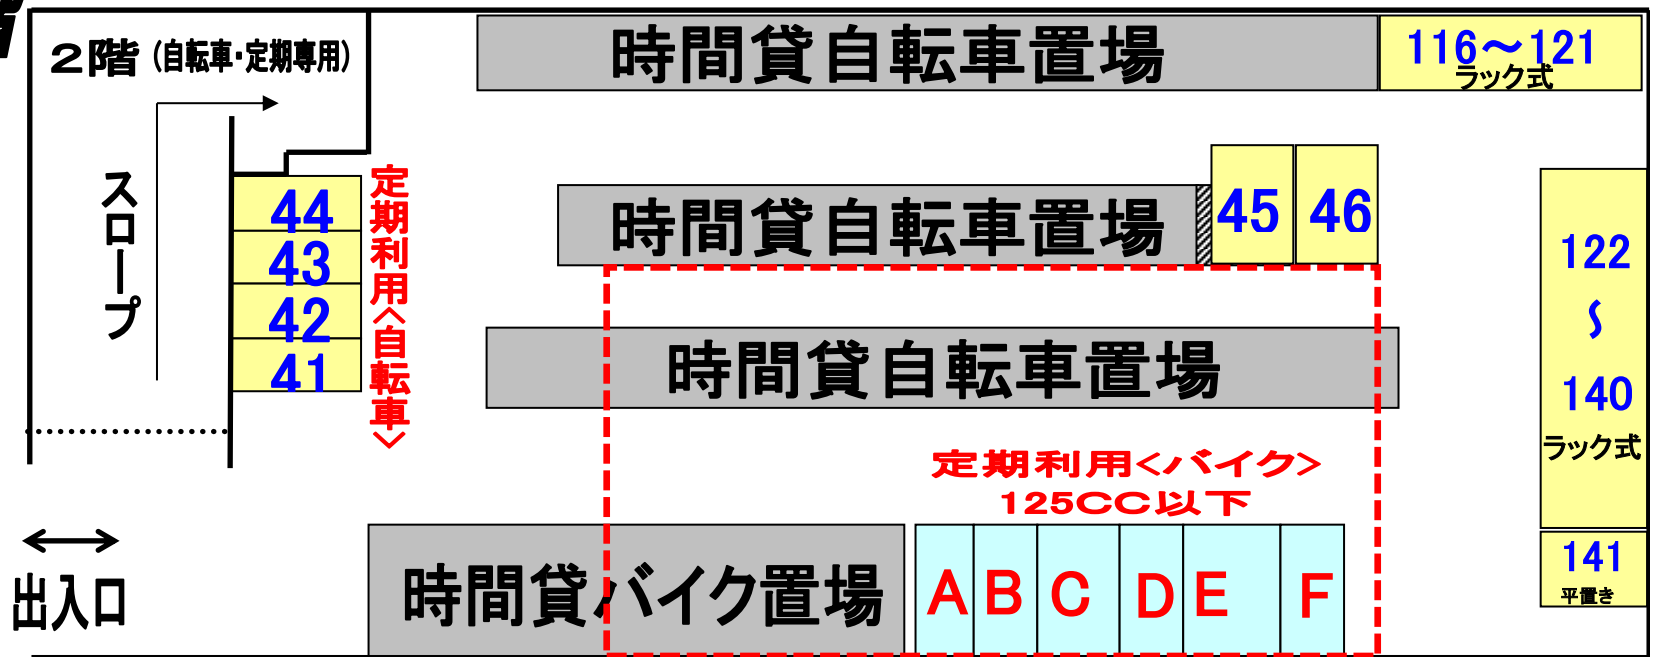 2階(自転車・定期専用)
時間貸自転車置場
116～121
ラック式
スロープ
44
43
42
41
定期利用<自転車>
時間貸自転車置場
45
46
122
～
140
ラック式
時間貸自転車置場
定期利用<バイク>
125CC以下
141
平置き
出入口
時間貸バイク置場
A
B
C
D
E
F